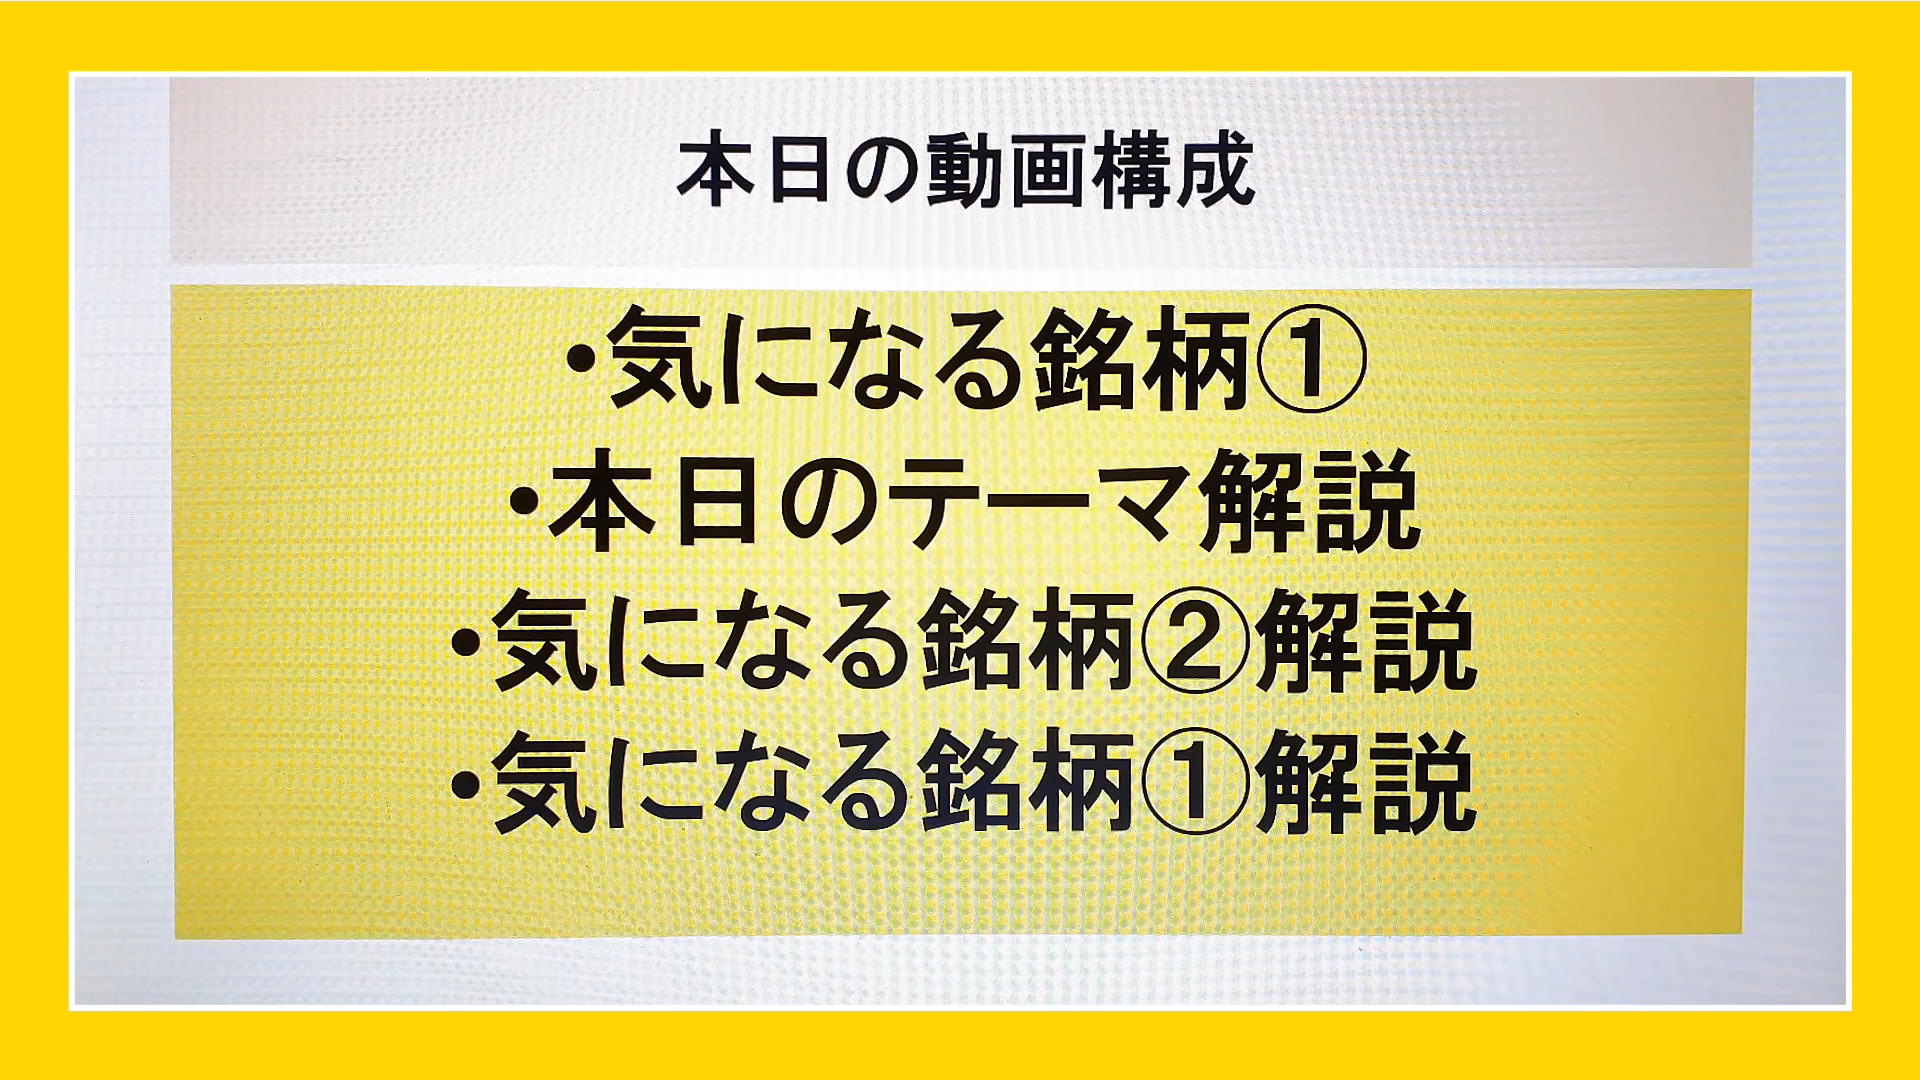 本日の動画構成
・気になる銘柄①
・本日のテーマ解説
・気になる銘柄②解説
・気になる銘柄①解説